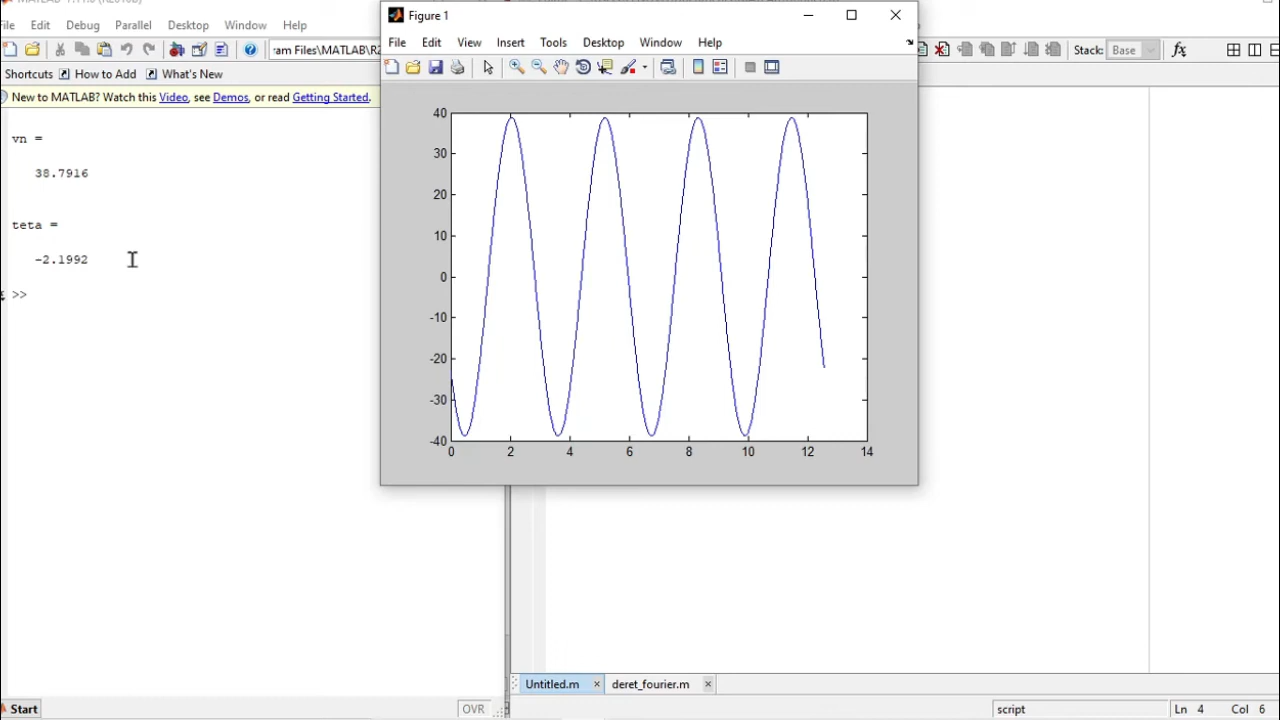 MATLAB
Figure 1
File Edit Debug Parallel Desktop Window Help
File Edit View Insert Tools Desktop Window Help
am Files\MATLAB\R2
Stack: Base fx
Shortcuts How to Add What's New
New to MATLAB? Watch this Video, see Demos, or read Getting Started.
vn =
38.7916
teta =
-2.1992
>>
40
30
20
10
0
-10
-20
-30
-40
0 2 4 6 8 10 12 14
Untitled.m × deret_fourier.m ×
Start OVR script Ln 4 Col 6